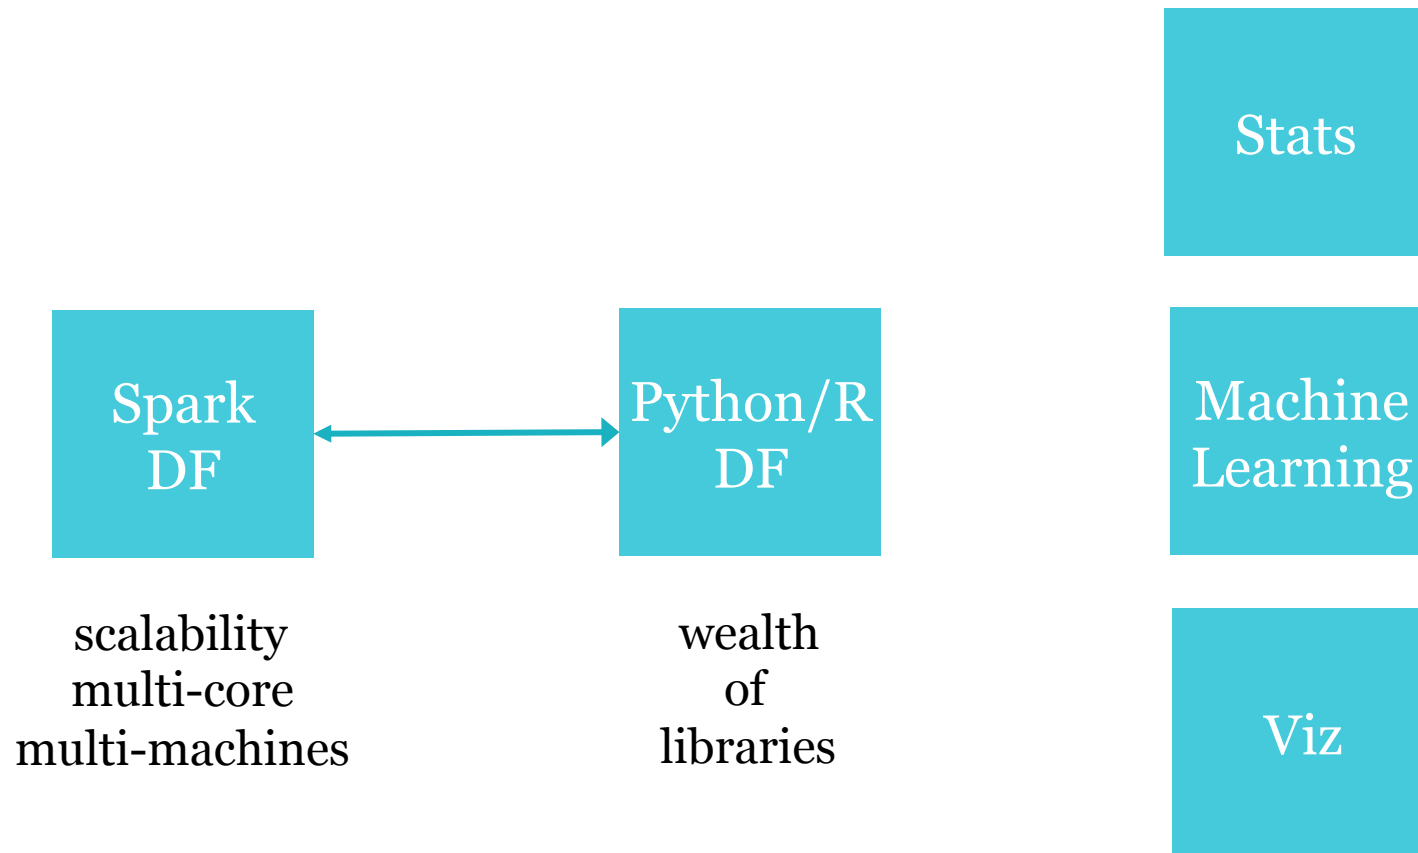 Spark
DF
scalability
multi-core
multi-machines
Python/R
DF
wealth
of
libraries
Stats
Machine
Learning
Viz